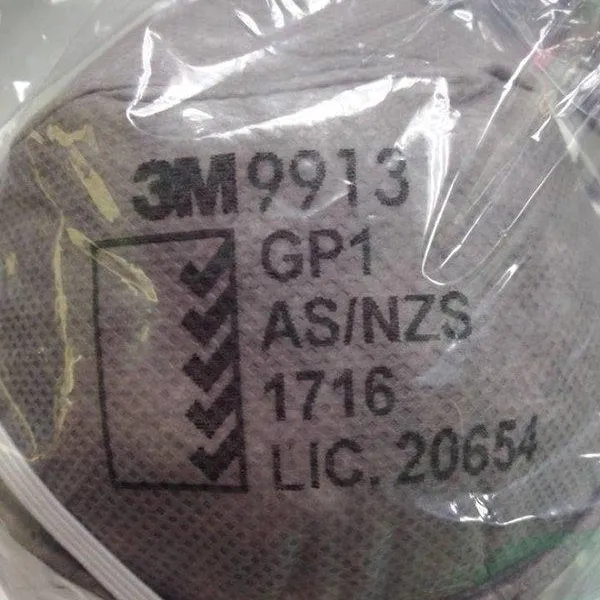 3M 9913
GP1
AS/NZS
1716
LIC. 20654